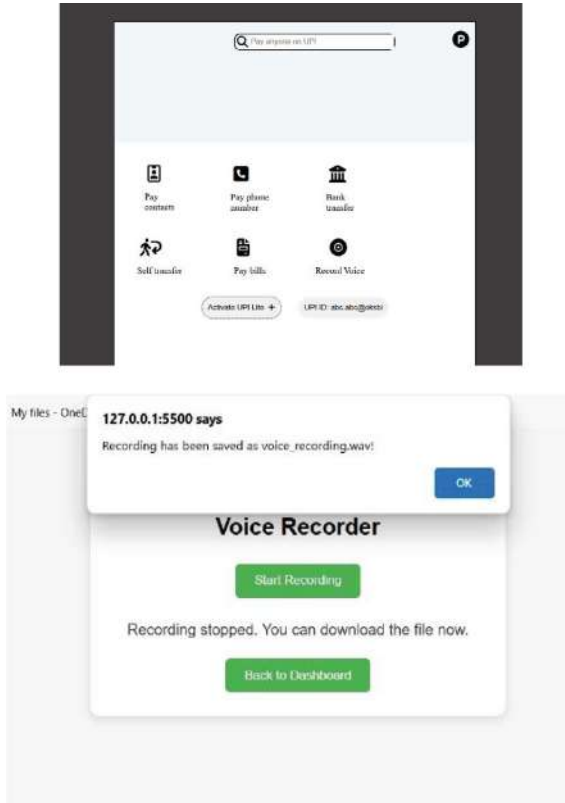 Pay anyone on UPI
P
Pay
contacts
Pay phone
number
Bank
transfer
Self transfer
Pay bills
Record Voice
Activate UPI Lite +
UPI ID: abc.abc@oksbi
My files - OneD
127.0.0.1:5500 says
Recording has been saved as voice_recording.wav!
OK
Voice Recorder
Start Recording
Recording stopped. You can download the file now.
Back to Dashboard